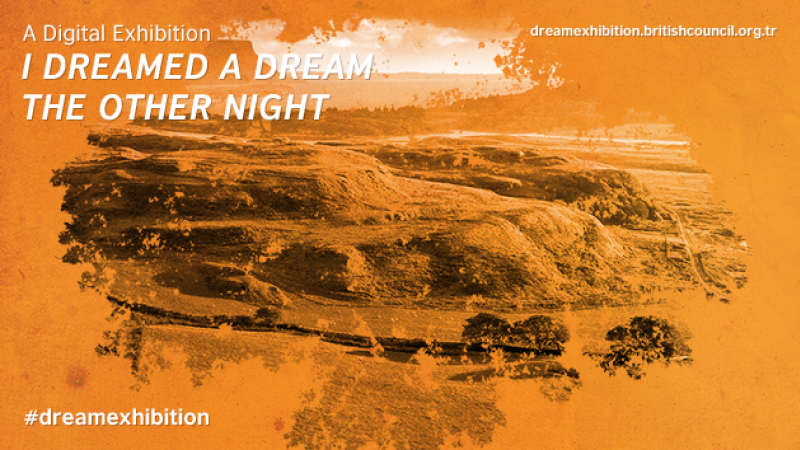 A Digital Exhibition
I DREAMED A DREAM
THE OTHER NIGHT
dreamexhibition.britishcouncil.org.tr
#dreamexhibition